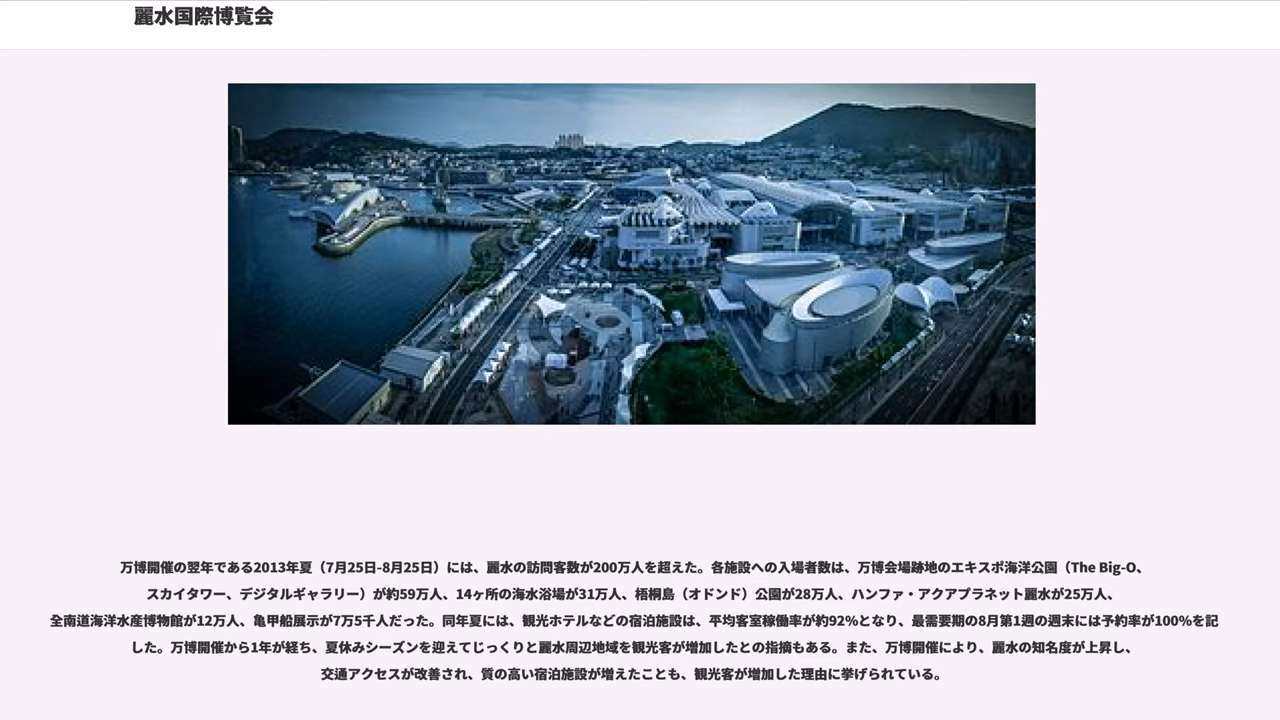 麗水国際博覧会
万博開催の翌年である2013年夏（7月25日-8月25日）には、麗水の訪問客数が200万人を超えた。各施設への入場者数は、万博会場跡地のエキスポ海洋公園（The Big-O、
スカイタワー、デジタルギャラリー）が約59万人、14ヶ所の海水浴場が31万人、梧桐島（オドンド）公園が28万人、ハンファ・アクアプラネット麗水が25万人、
全南道海洋水産博物館が12万人、亀甲船展示が7万5千人だった。同年夏には、観光ホテルなどの宿泊施設は、平均客室稼働率が約92%となり、最需要期の8月第1週の週末には予約率が100%を記
した。万博開催から1年が経ち、夏休みシーズンを迎えてじっくりと麗水周辺地域を観光客が増加したとの指摘もある。また、万博開催により、麗水の知名度が上昇し、
交通アクセスが改善され、質の高い宿泊施設が増えたことも、観光客が増加した理由に挙げられている。